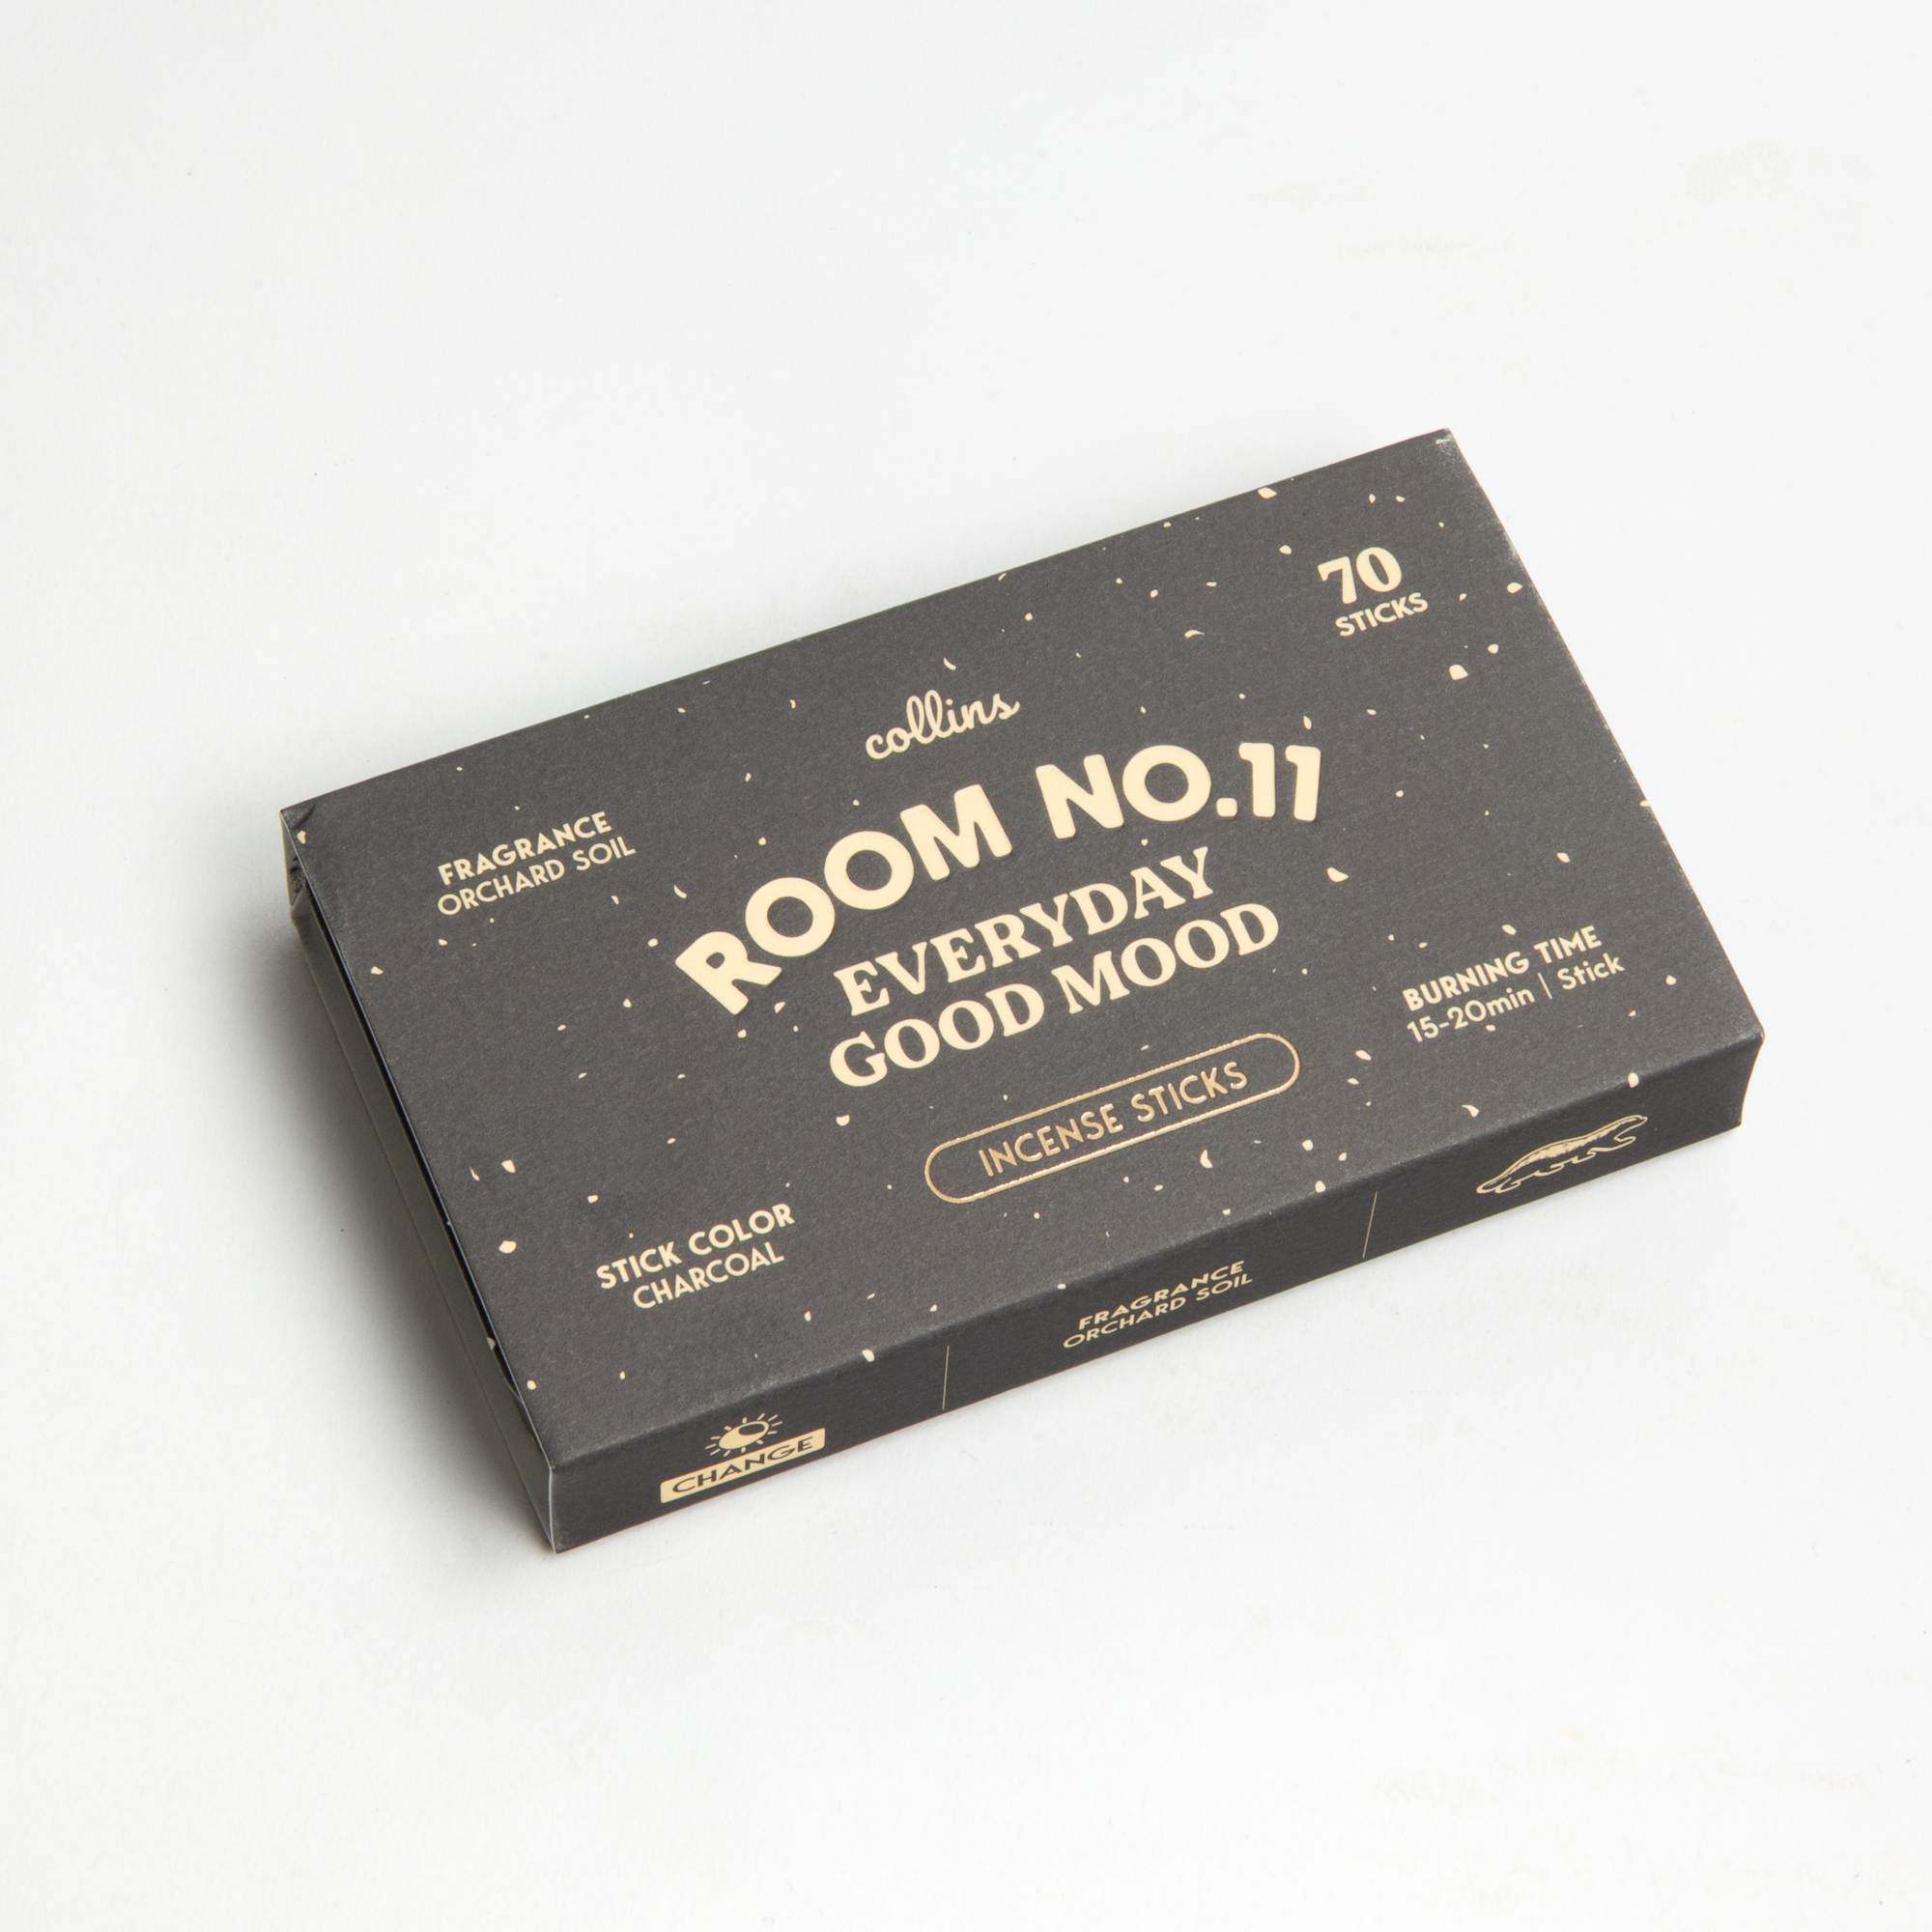 70
STICKS
collins
ROOM NO.11
EVERYDAY
GOOD MOOD
INCENSE STICKS
FRAGRANCE
ORCHARD SOIL
BURNING TIME
15-20min | Stick
STICK COLOR
CHARCOAL
CHANGE
FRAGRANCE
ORCHARD SOIL